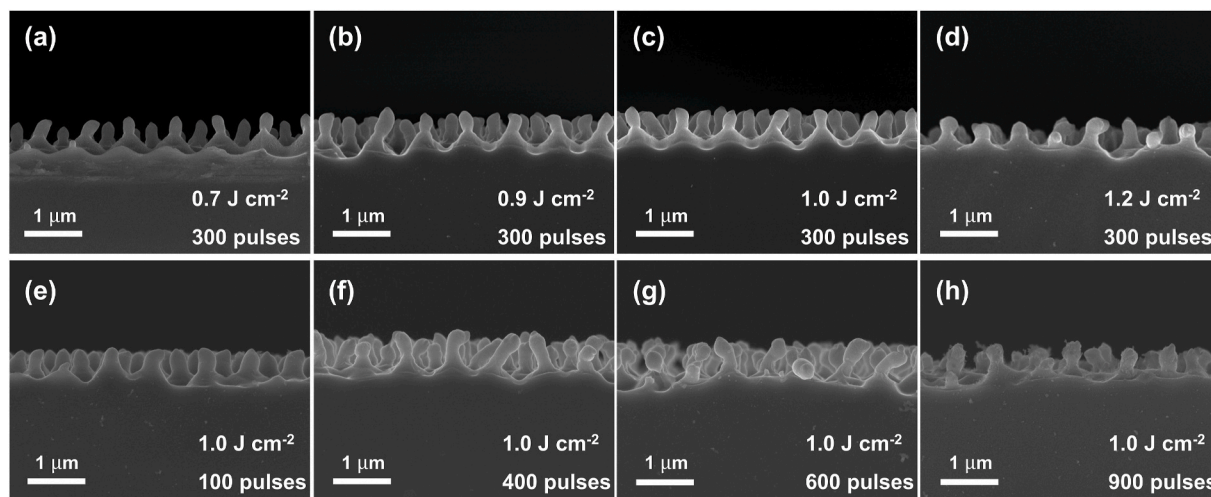 (a)
0.7 J cm-2
1 μm
300 pulses
(b)
0.9 J cm-2
1 μm
300 pulses
(c)
1.0 J cm-2
1 μm
300 pulses
(d)
1.2 J cm-2
1 μm
300 pulses
(e)
1.0 J cm-2
1 μm
100 pulses
(f)
1.0 J cm-2
1 μm
400 pulses
(g)
1.0 J cm-2
1 μm
600 pulses
(h)
1.0 J cm-2
1 μm
900 pulses